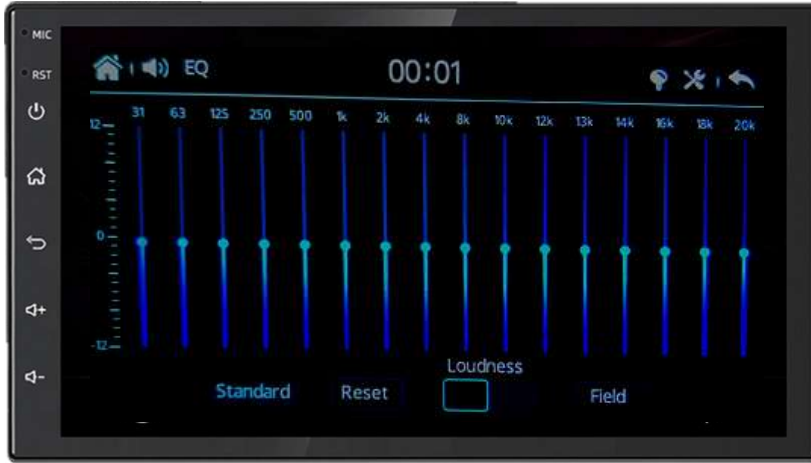 MIC
RST
EQ
00:01
31 63 125 250 500 1k 2k 4k 8k 10k 12k 13k 14k 16k 18k 20k
12
0
-12
Loudness
Standard Reset Field